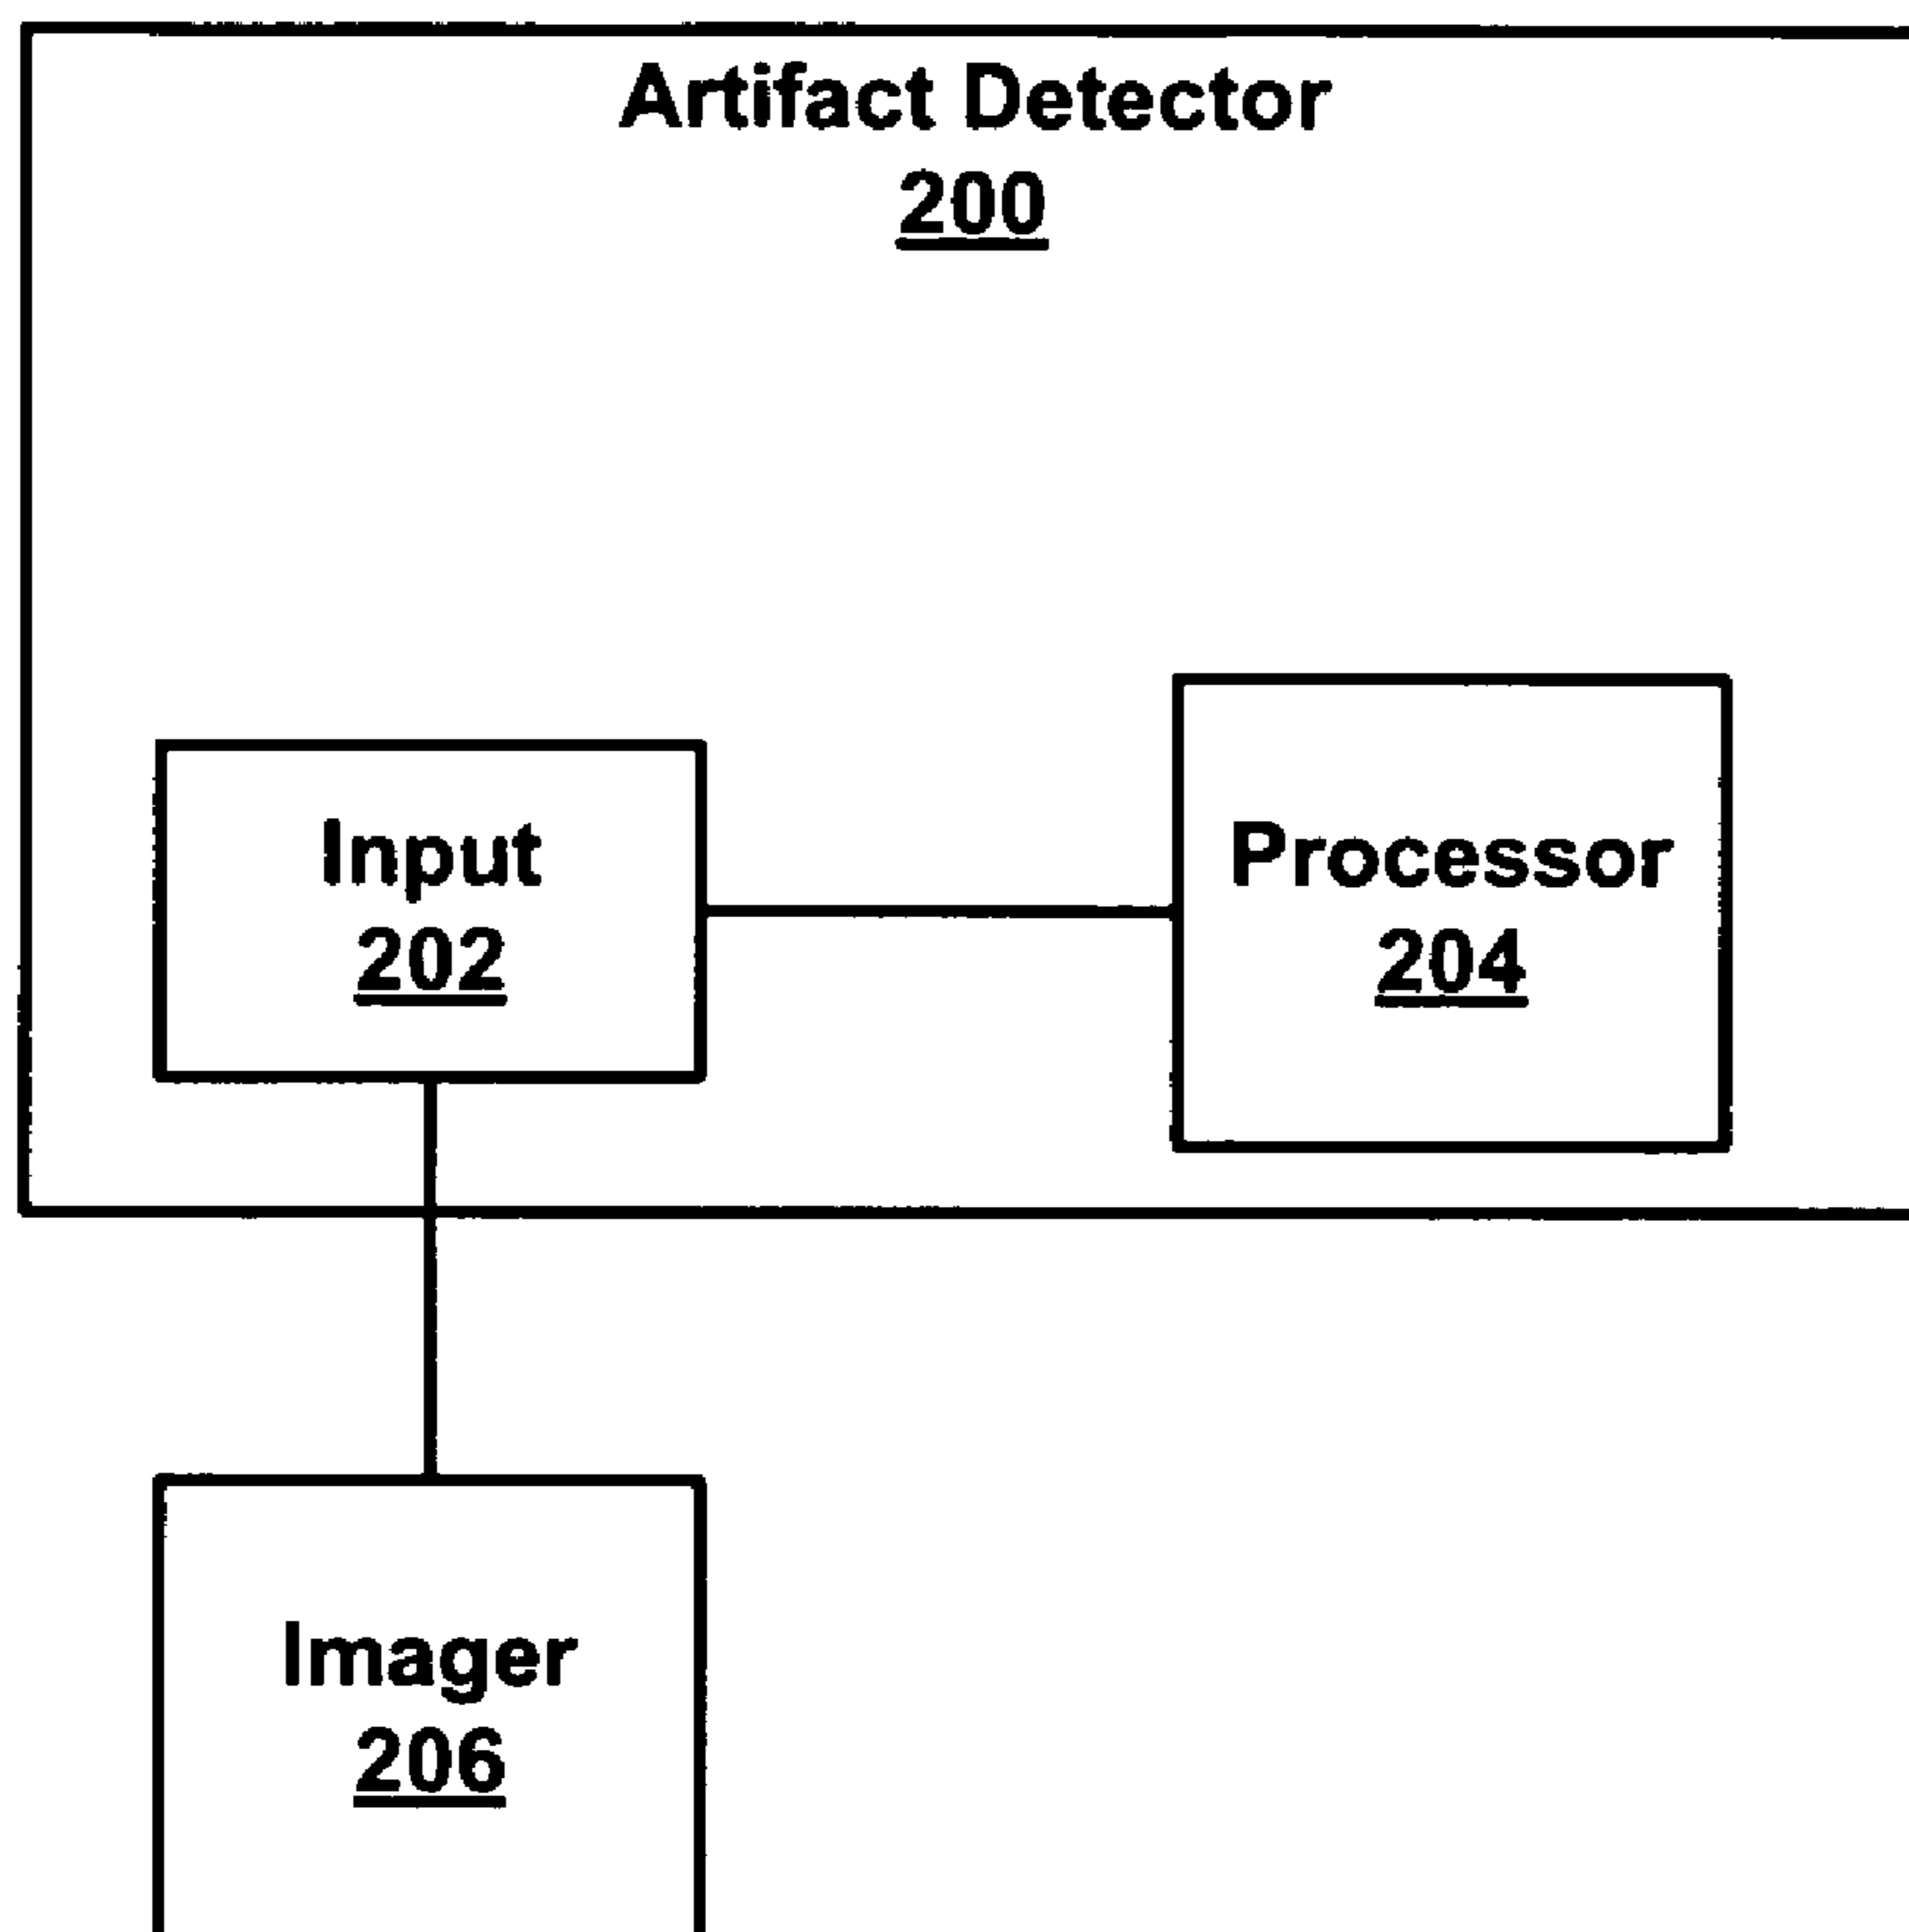 Artifact Detector
200
Input
202
Processor
204
Imager
206